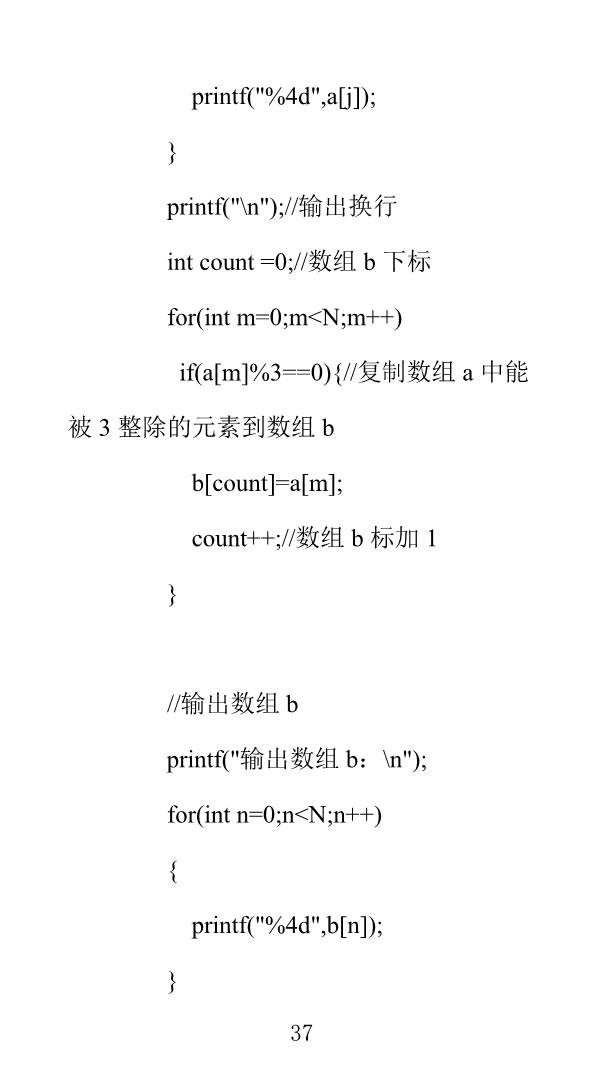 printf("%4d",a[j]);
}
printf("\n");//输出换行
int count =0;//数组 b 下标
for(int m=0;m<N;m++)
if(a[m]%3==0){//复制数组 a 中能
被 3 整除的元素到数组 b
b[count]=a[m];
count++;//数组 b 标加 1
}
//输出数组 b
printf("输出数组 b：\n");
for(int n=0;n<N;n++)
{
printf("%4d",b[n]);
}
37